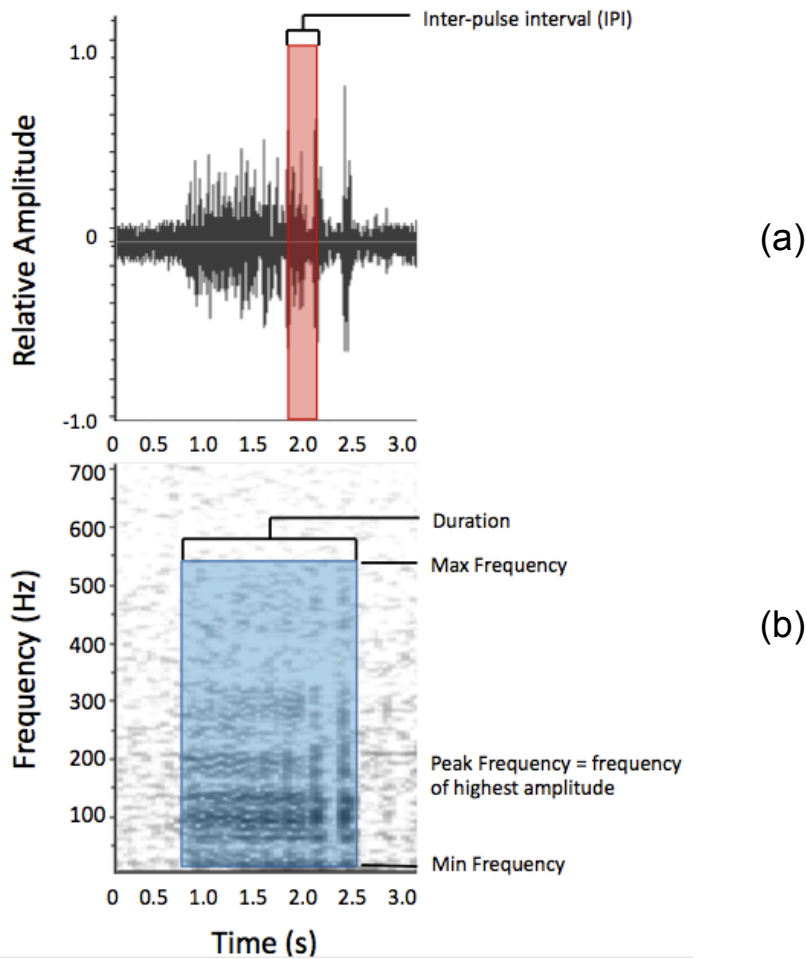 Inter-pulse interval (IPI)
1.0
Relative Amplitude
0
(a)
-1.0
0 0.5 1.0 1.5 2.0 2.5 3.0
700
600
Duration
Max Frequency
500
Frequency (Hz)
(b)
400
300
200
Peak Frequency = frequency
of highest amplitude
100
Min Frequency
0 0.5 1.0 1.5 2.0 2.5 3.0
Time (s)